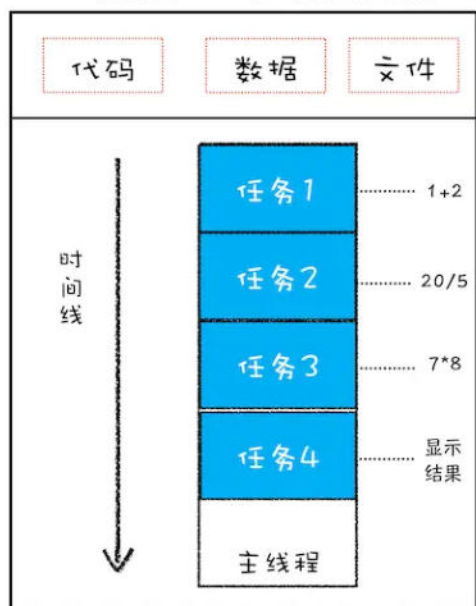 代码 数据 文件
时间线
任务1 1+2
任务2 20/5
任务3 7*8
任务4 显示
结果
主线程